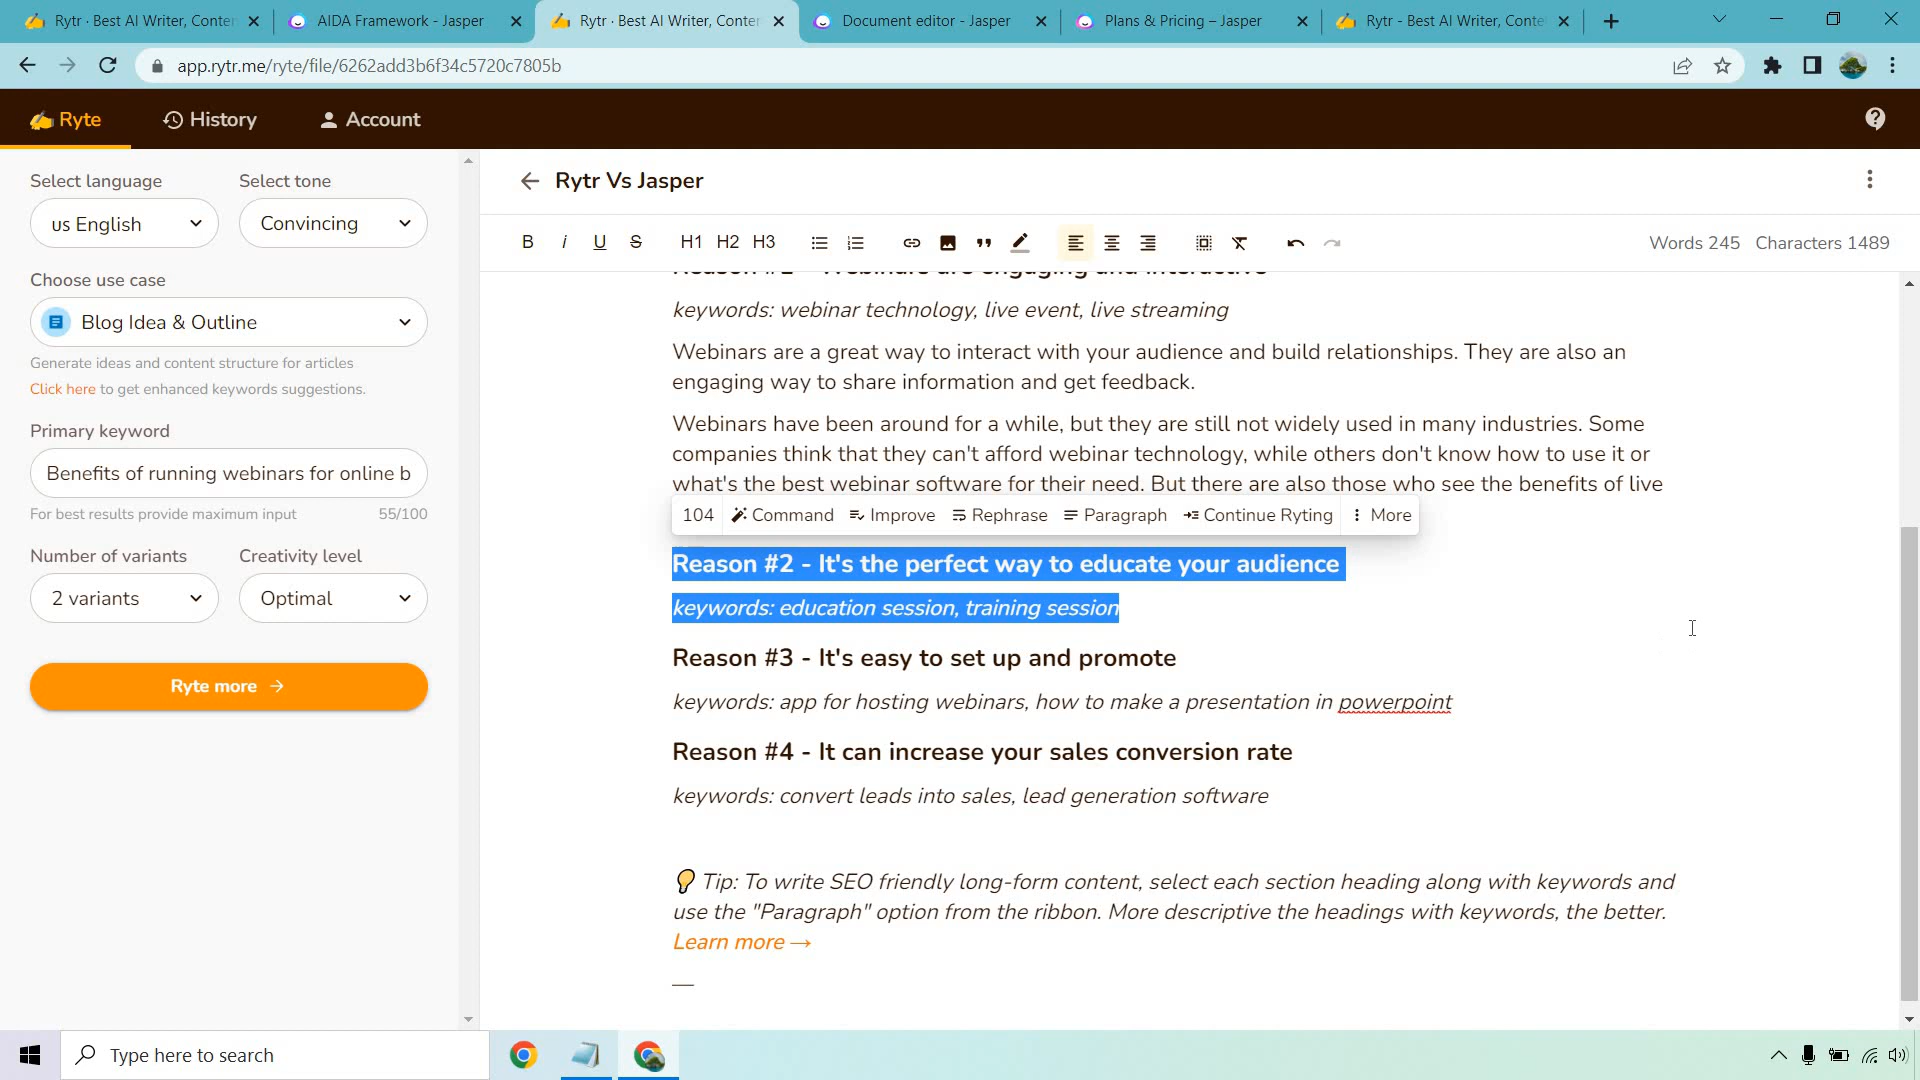 Rytr · Best AI Writer, Conter
AIDA Framework - Jasper
Rytr · Best AI Writer, Conter
Document editor - Jasper
Plans & Pricing – Jasper
Rytr - Best AI Writer, Conte
app.rytr.me/ryte/file/6262add3b6f34c5720c7805b
Ryte
History
Account
Select language
Select tone
us English
Convincing
Choose use case
Blog Idea & Outline
Generate ideas and content structure for articles
Click here to get enhanced keywords suggestions.
Primary keyword
Benefits of running webinars for online b
For best results provide maximum input
55/100
Number of variants
Creativity level
2 variants
Optimal
Ryte more →
Rytr Vs Jasper
B i U S H1 H2 H3
Words 245 Characters 1489
Webinars are engaging and interactive
keywords: webinar technology, live event, live streaming
Webinars are a great way to interact with your audience and build relationships. They are also an
engaging way to share information and get feedback.
Webinars have been around for a while, but they are still not widely used in many industries. Some
companies think that they can't afford webinar technology, while others don't know how to use it or
what's the best webinar software for their need. But there are also those who see the benefits of live
104 Command Improve Rephrase Paragraph Continue Ryting More
Reason #2 - It's the perfect way to educate your audience
keywords: education session, training session
Reason #3 - It's easy to set up and promote
keywords: app for hosting webinars, how to make a presentation in powerpoint
Reason #4 - It can increase your sales conversion rate
keywords: convert leads into sales, lead generation software
Tip: To write SEO friendly long-form content, select each section heading along with keywords and
use the "Paragraph" option from the ribbon. More descriptive the headings with keywords, the better.
Learn more →
—
Type here to search